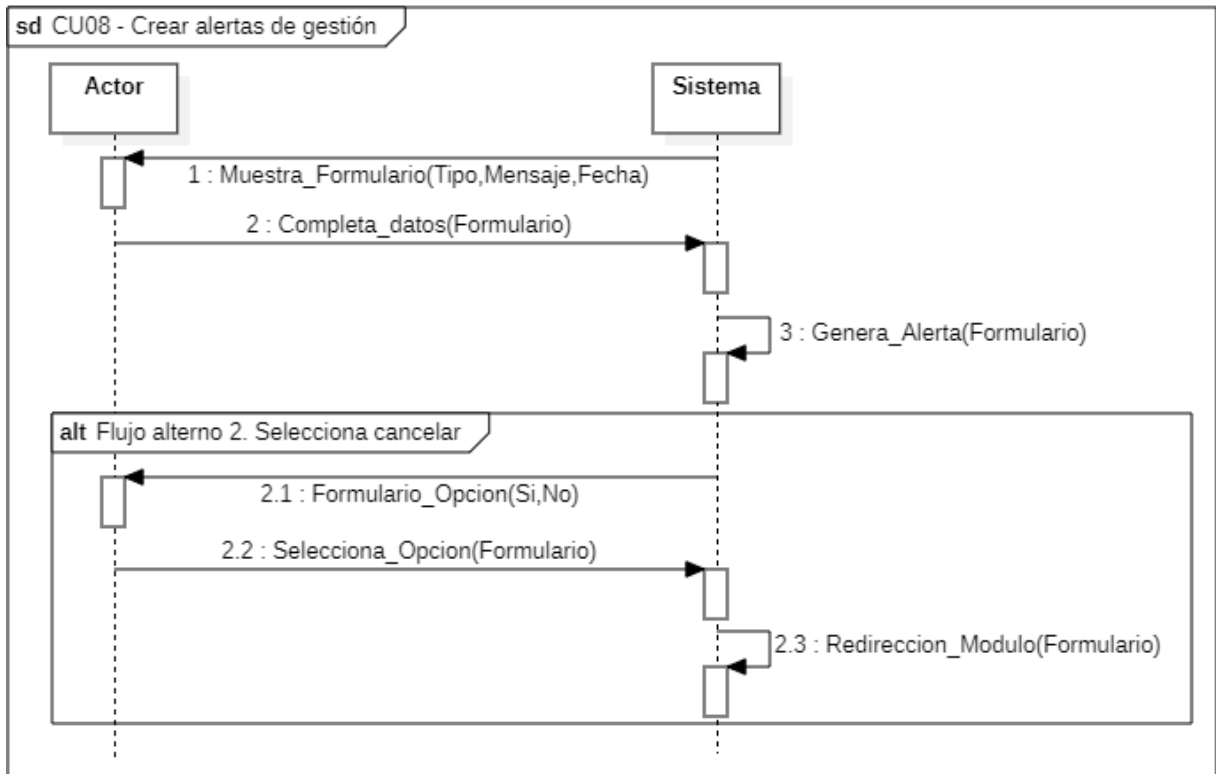 sd CU08 - Crear alertas de gestión
Actor
Sistema
1 : Muestra_Formulario(Tipo,Mensaje,Fecha)
2 : Completa_datos(Formulario)
3 : Genera_Alerta(Formulario)
alt Flujo alterno 2. Selecciona cancelar
2.1 : Formulario_Opcion(Si,No)
2.2 : Selecciona_Opcion(Formulario)
2.3 : Redireccion_Modulo(Formulario)